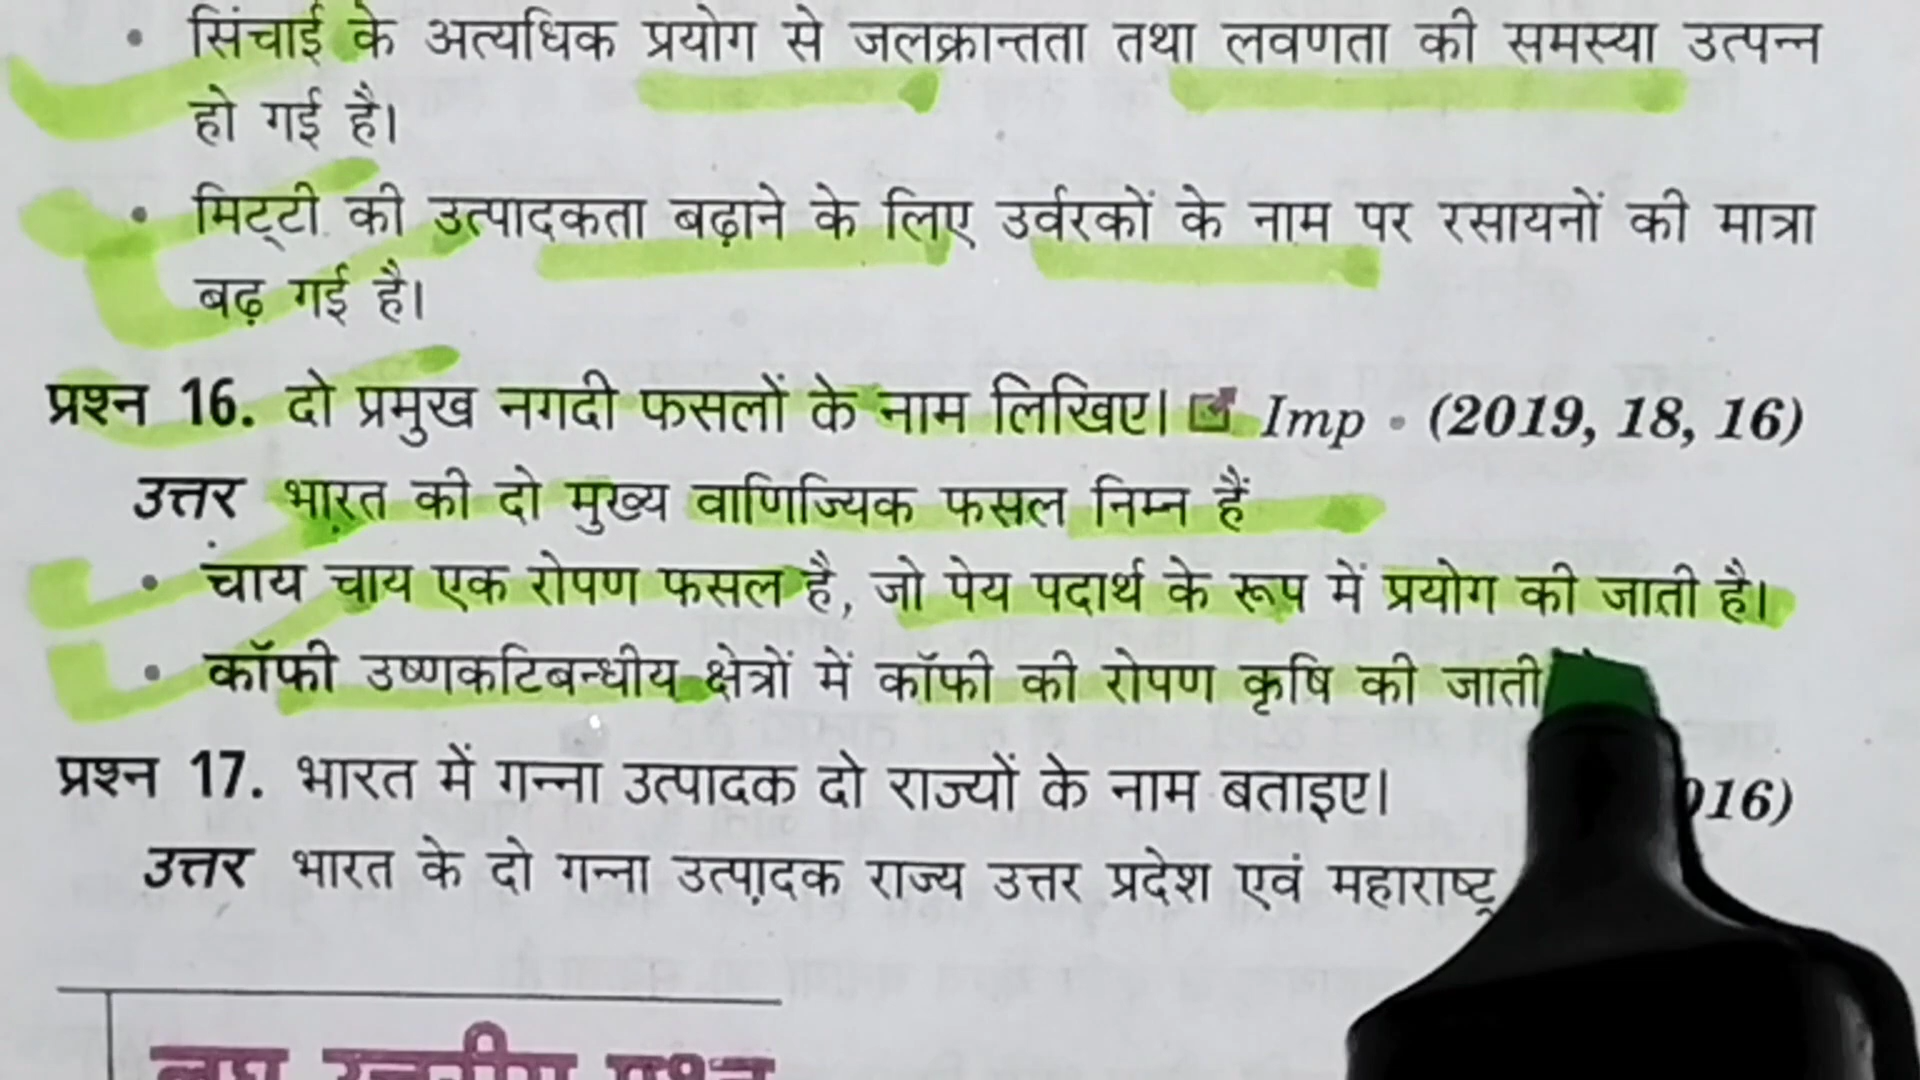 • सिंचाई के अत्यधिक प्रयोग से जलक्रान्तता तथा लवणता की समस्या उत्पन्न
हो गई है।
• मिट्टी की उत्पादकता बढ़ाने के लिए उर्वरकों के नाम पर रसायनों की मात्रा
बढ़ गई है।
प्रश्न 16. दो प्रमुख नगदी फसलों के नाम लिखिए। Imp • (2019, 18, 16)
उत्तर भारत की दो मुख्य वाणिज्यिक फसल निम्न हैं
• चाय चाय एक रोपण फसल है, जो पेय पदार्थ के रूप में प्रयोग की जाती है।
• कॉफी उष्णकटिबन्धीय क्षेत्रों में कॉफी की रोपण कृषि की जाती
प्रश्न 17. भारत में गन्ना उत्पादक दो राज्यों के नाम बताइए। 016)
उत्तर भारत के दो गन्ना उत्पादक राज्य उत्तर प्रदेश एवं महाराष्ट्र